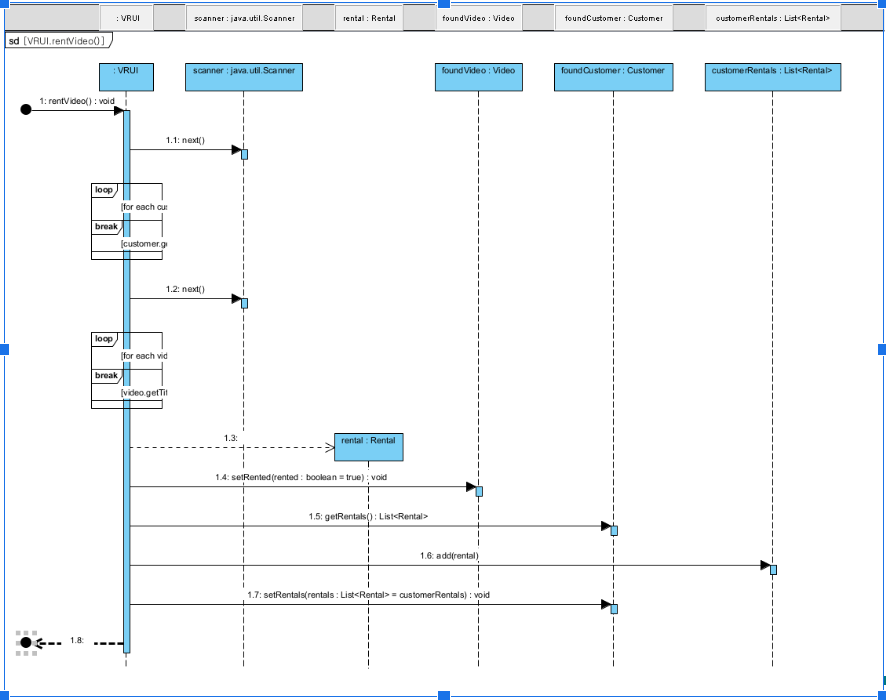 : VRUI
scanner : java.util.Scanner
rental : Rental
foundVideo : Video
foundCustomer : Customer
customerRentals : List<Rental>
sd [VRUI.rentVideo()]
: VRUI
scanner : java.util.Scanner
foundVideo : Video
foundCustomer : Customer
customerRentals : List<Rental>
1: rentVideo() : void
1.1: next()
loop
[for each cus
break
[customer.ge
1.2: next()
loop
[for each vid
break
[video.getTit
1.3:
rental : Rental
1.4: setRented(rented : boolean = true) : void
1.5: getRentals() : List<Rental>
1.6: add(rental)
1.7: setRentals(rentals : List<Rental> = customerRentals) : void
1.8: